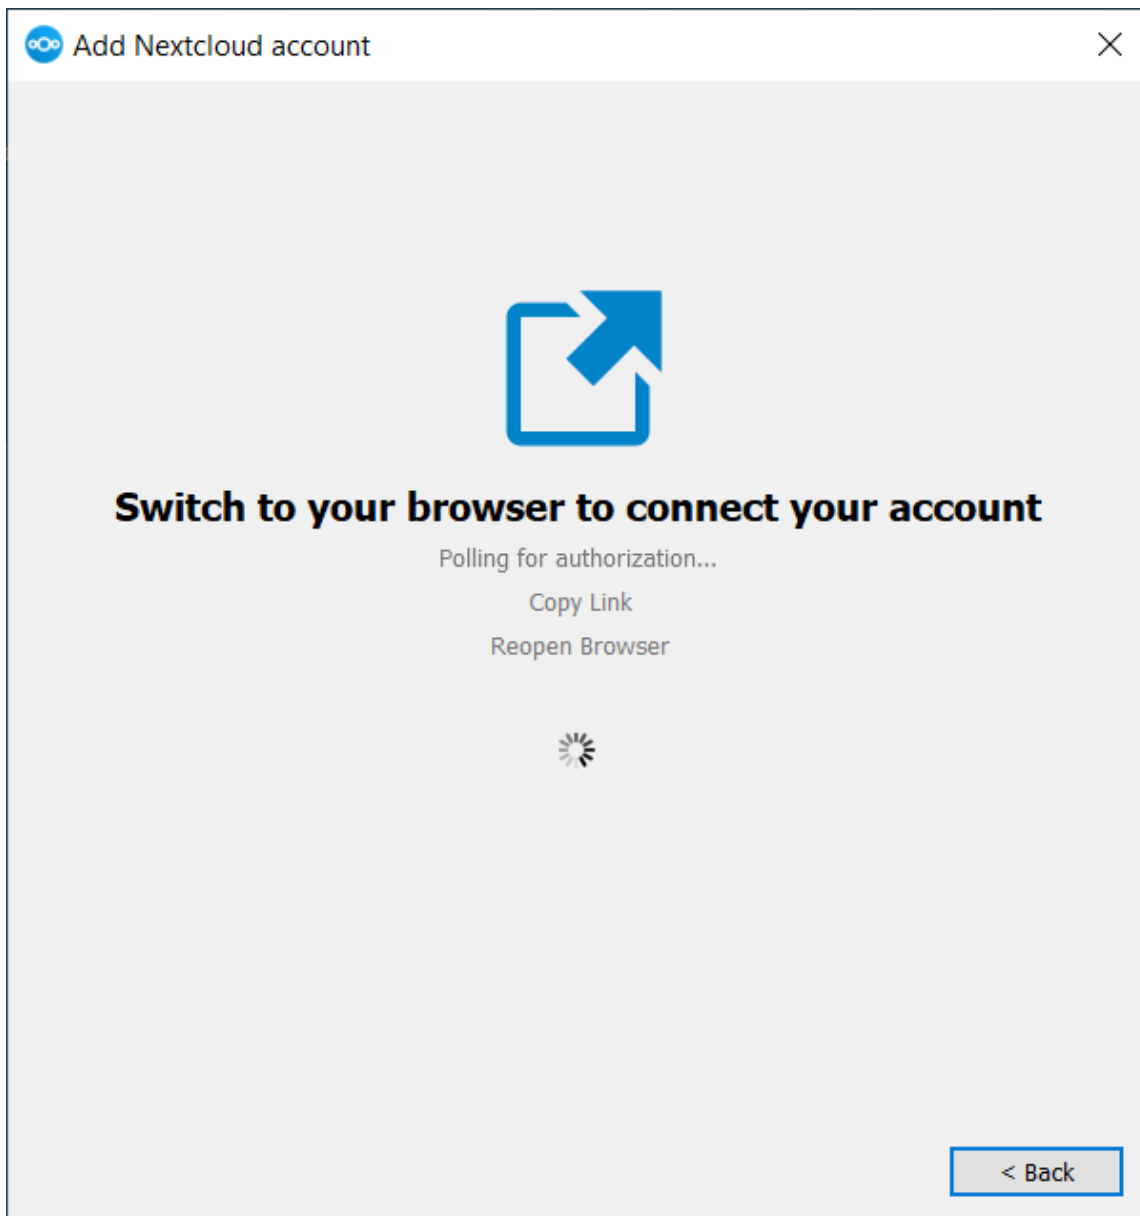 Add Nextcloud account
Switch to your browser to connect your account
Polling for authorization...
Copy Link
Reopen Browser
< Back